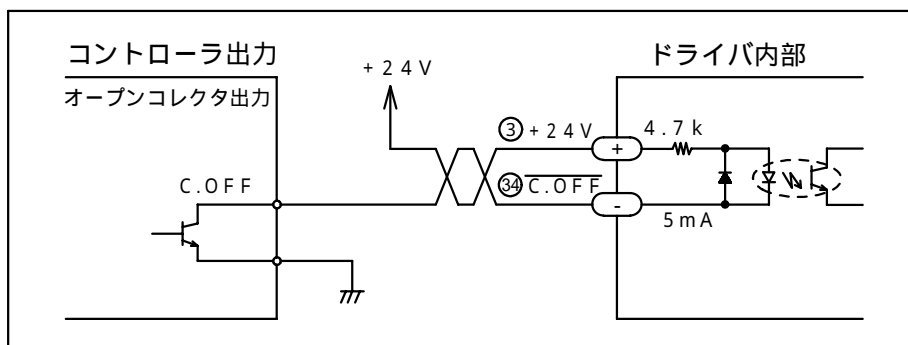 コントローラ出力
オープンコレクタ出力
+24V
ドライバ内部
③ +24V
+
4.7k
C.OFF
㉞ C.OFF
-
5mA